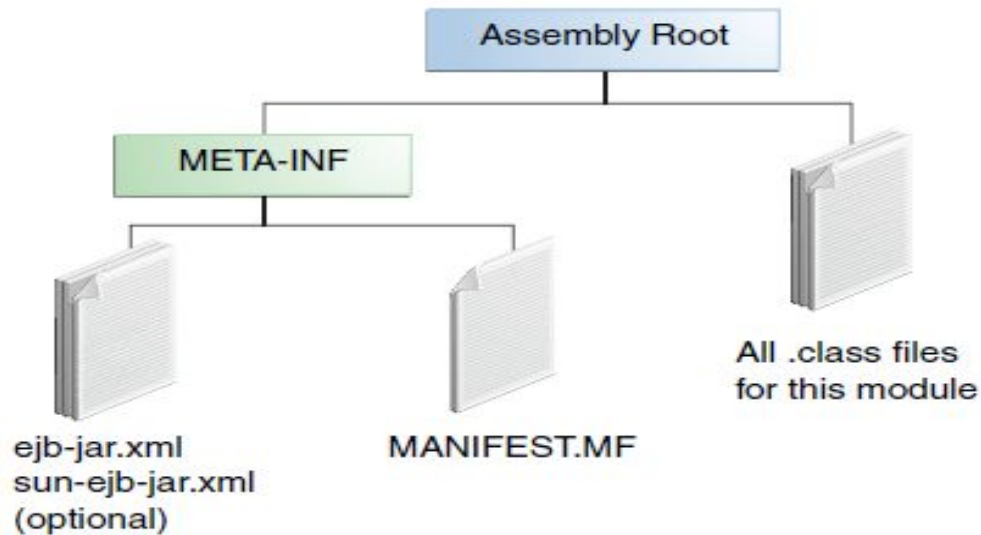 Assembly Root
META-INF
All .class files
for this module
ejb-jar.xml
sun-ejb-jar.xml
(optional)
MANIFEST.MF